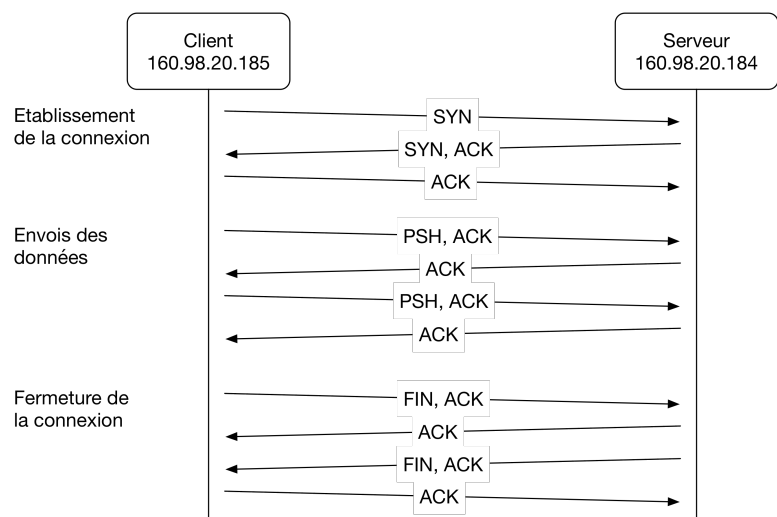 Client
160.98.20.185
Serveur
160.98.20.184
Etablissement
de la connexion
SYN
SYN, ACK
ACK
Envois des
données
PSH, ACK
ACK
PSH, ACK
ACK
Fermeture de
la connexion
FIN, ACK
ACK
FIN, ACK
ACK